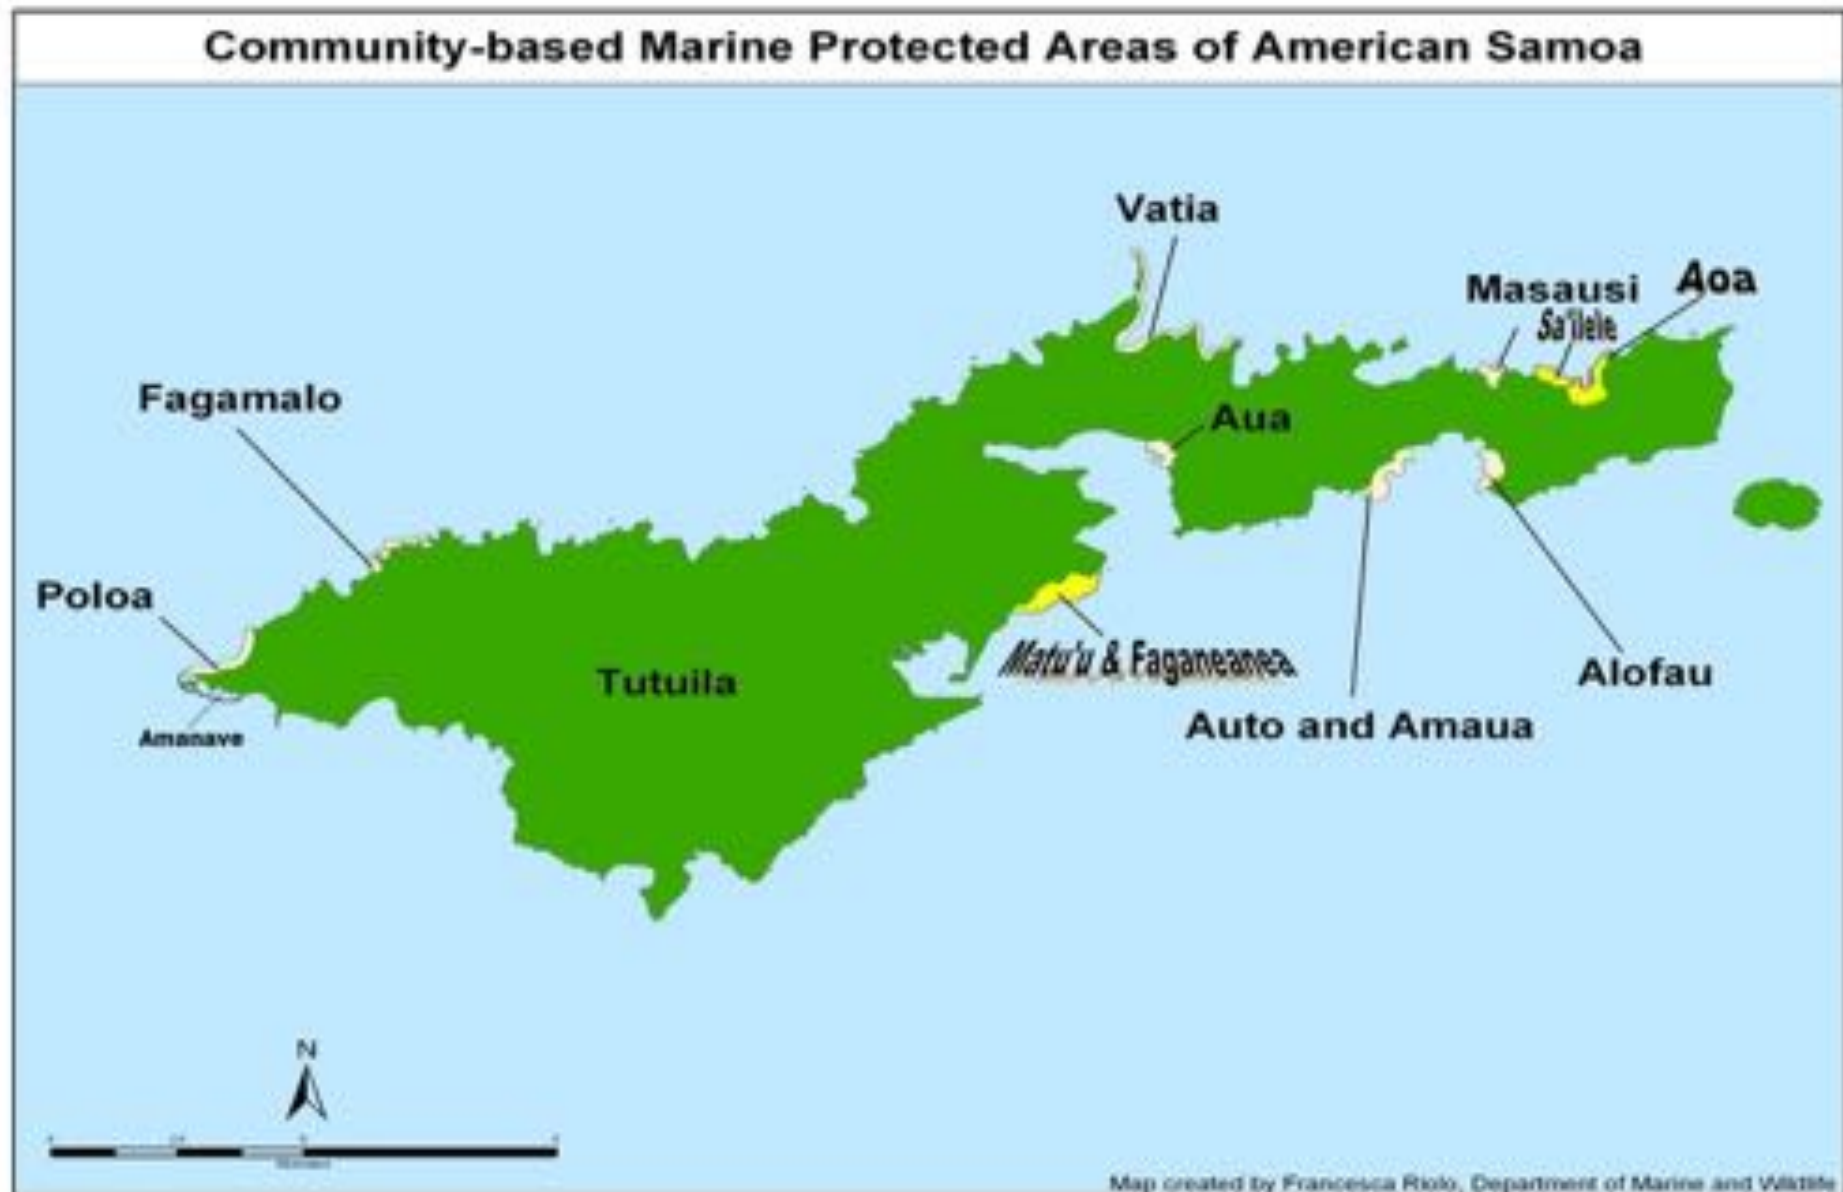 Community-based Marine Protected Areas of American Samoa
Vatia
Masausi
Aoa
Sa'ilele
Fagamalo
Aua
Poloa
Matu'u & Faganeanea
Tutuila
Alofau
Auto and Amaua
Amanave
N
Map created by Francesca Riolo, Department of Marine and Wildlife